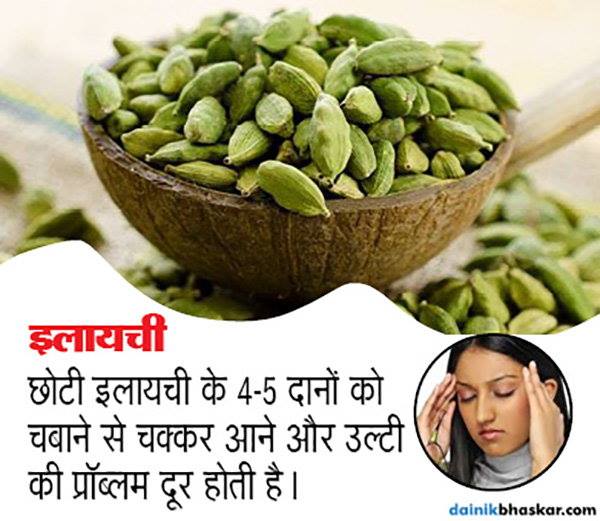 इलायची
छोटी इलायची के 4-5 दानों को
चबाने से चक्कर आने और उल्टी
की प्रॉब्लम दूर होती है।
dainikbhaskar.com